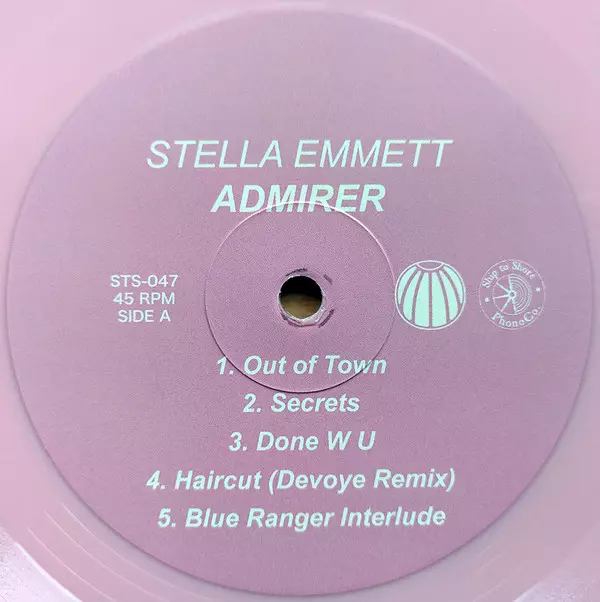 STELLA EMMETT
ADMIRER
STS-047
45 RPM
SIDE A
Ship to Shore
PhonoCo.
1. Out of Town
2. Secrets
3. Done W U
4. Haircut (Devoye Remix)
5. Blue Ranger Interlude